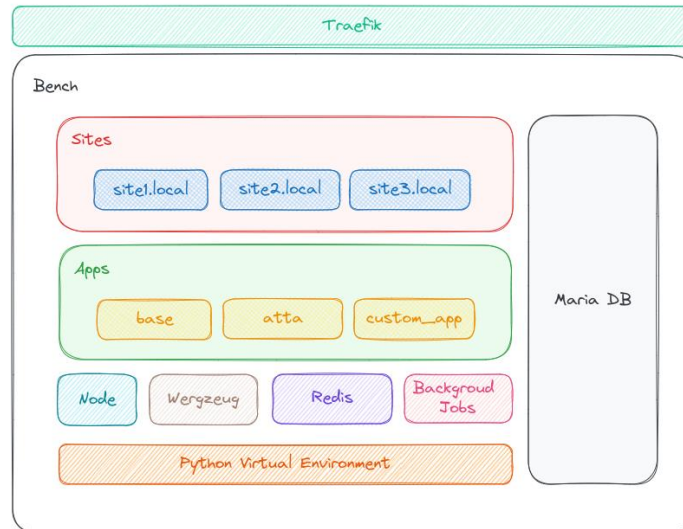 Traefik
Bench
Sites
site1.local
site2.local
site3.local
Apps
base
atta
custom_app
Maria DB
Node
Wergzeug
Redis
Backgroud
Jobs
Python Virtual Environment